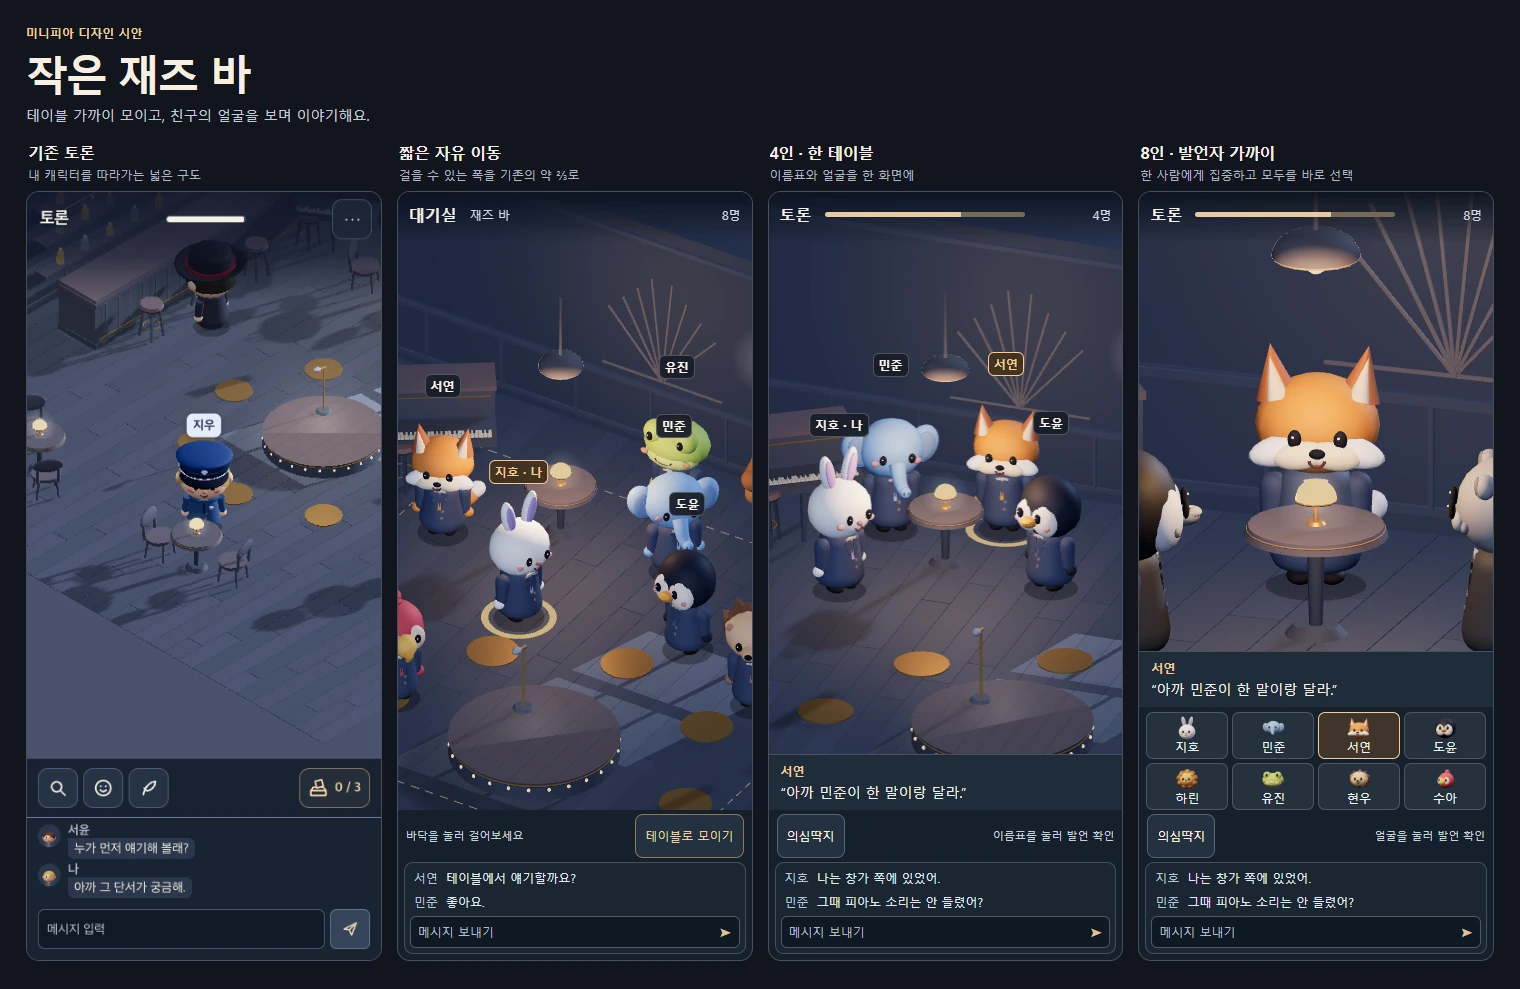 미니피아 디자인 시안
작은 재즈 바
테이블 가까이 모이고, 친구의 얼굴을 보며 이야기해요.
기존 토론
내 캐릭터를 따라가는 넓은 구도
토론
...
지우
0 / 3
서윤
누가 먼저 얘기해 볼래?
나
아까 그 단서가 궁금해.
메시지 입력
짧은 자유 이동
걸을 수 있는 폭을 기존의 약 ⅔로
대기실 재즈 바 8명
유진
서연
민준
지호 · 나
도윤
바닥을 눌러 걸어보세요
테이블로 모이기
서연 테이블에서 얘기할까요?
민준 좋아요.
메시지 보내기
4인 · 한 테이블
이름표와 얼굴을 한 화면에
토론 4명
민준
서연
지호 · 나
도윤
서연
“아까 민준이 한 말이랑 달라.”
의심딱지
이름표를 눌러 발언 확인
지호 나는 창가 쪽에 있었어.
민준 그때 피아노 소리는 안 들렸어?
메시지 보내기
8인 · 발언자 가까이
한 사람에게 집중하고 모두를 바로 선택
토론 8명
서연
“아까 민준이 한 말이랑 달라.”
지호 민준 서연 도윤
하린 유진 현우 수아
의심딱지
얼굴을 눌러 발언 확인
지호 나는 창가 쪽에 있었어.
민준 그때 피아노 소리는 안 들렸어?
메시지 보내기